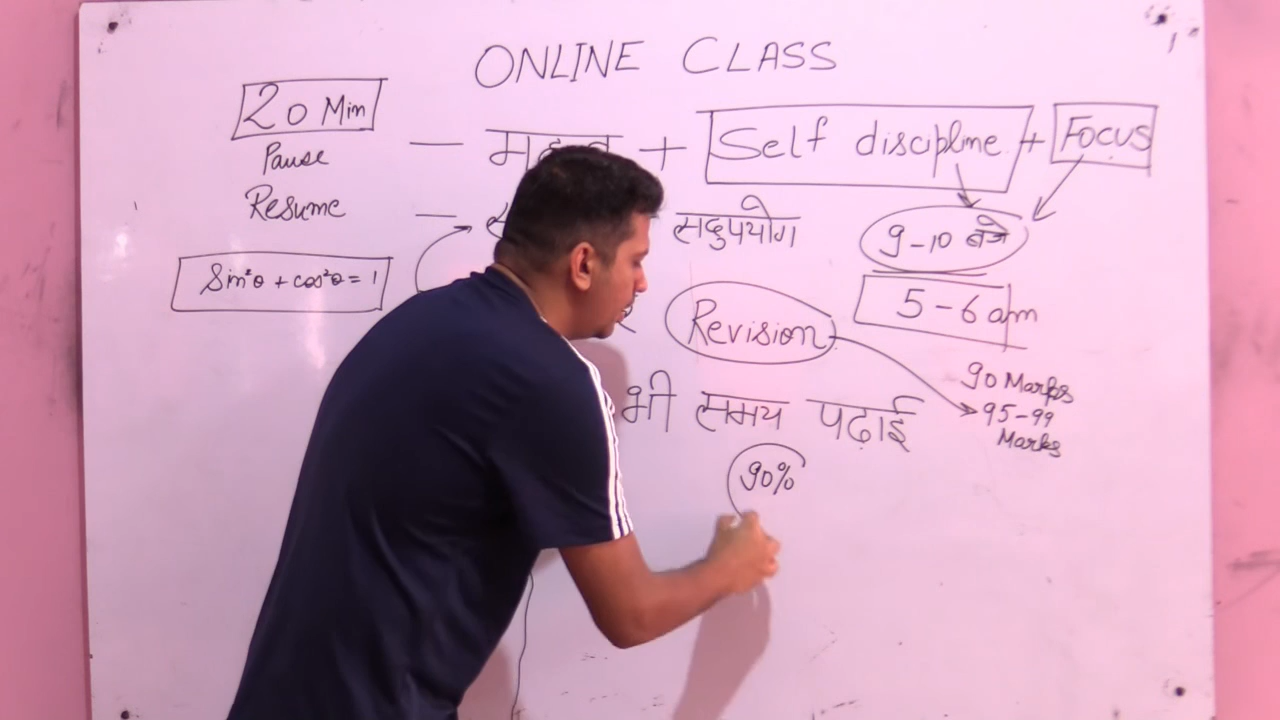 ONLINE CLASS
20 Min
Pause
Resume
Sin²θ + cos²θ = 1
— + Self discipline + Focus
— सदुपयोग
9-10 बजे
5-6 am
Revision
90 Marks
95-99
Marks
भी समय पढ़ाई
90%